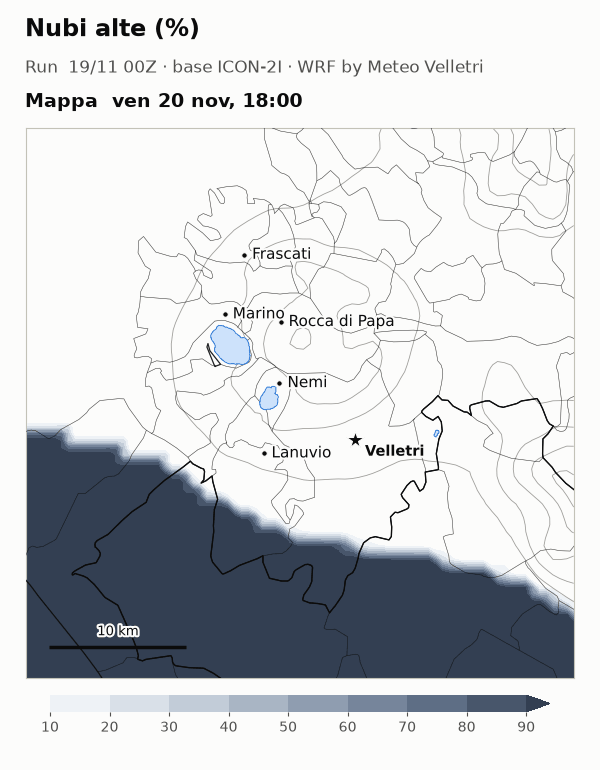 Nubi alte (%)
Run  19/11 00Z · base ICON-2I · WRF by Meteo Velletri
Mappa  ven 20 nov, 18:00
Frascati
Marino
Rocca di Papa
Nemi
Lanuvio
Velletri
10 km
10 20 30 40 50 60 70 80 90